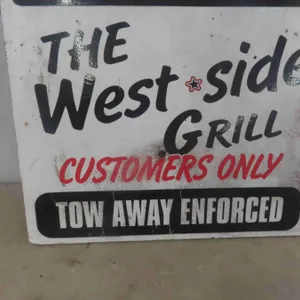 THE
West side
GRILL
CUSTOMERS ONLY
TOW AWAY ENFORCED